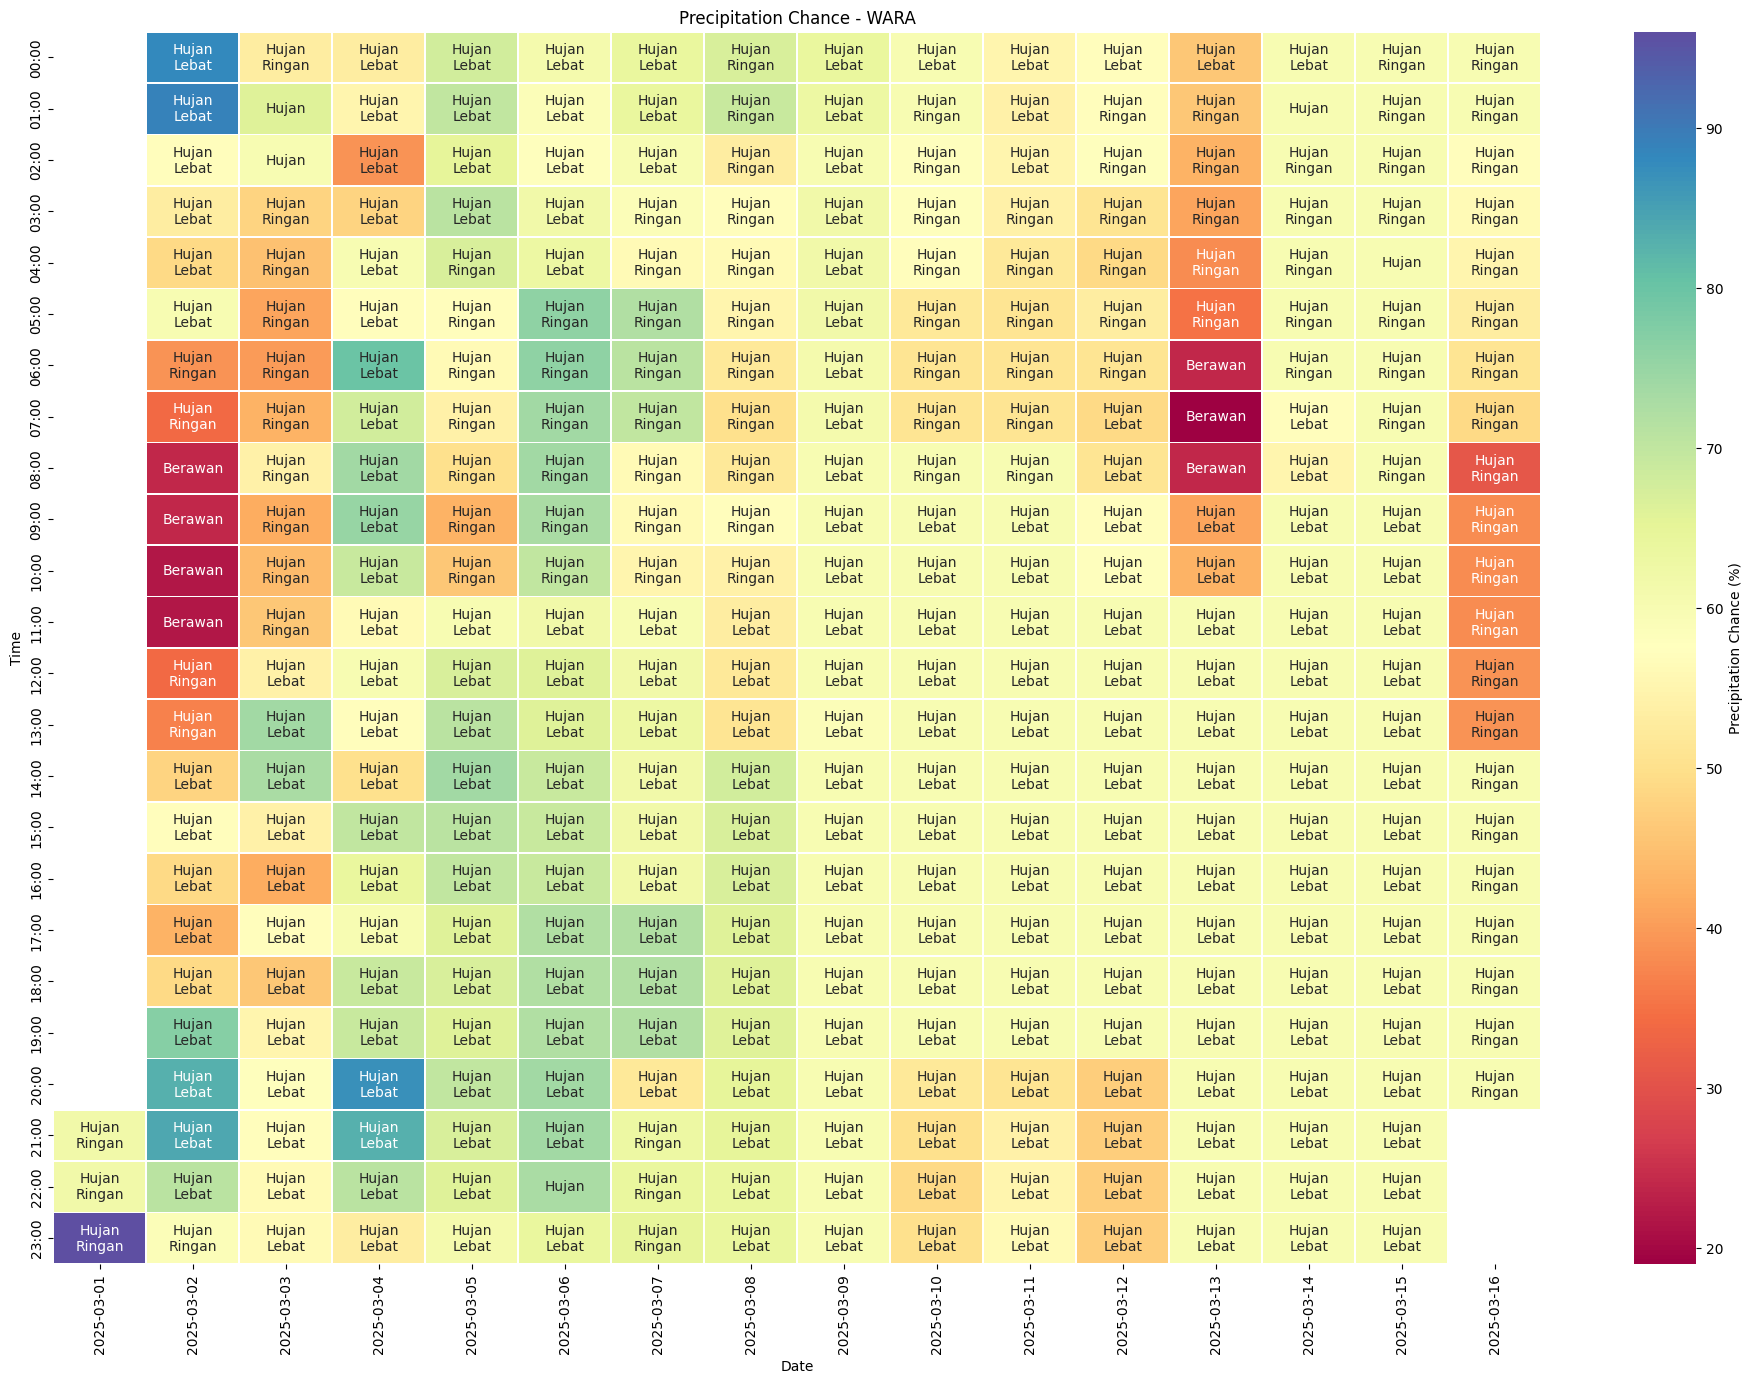 Precipitation Chance - WARA
00:00
Hujan Hujan Hujan Hujan Hujan Hujan Hujan Hujan Hujan Hujan Hujan Hujan Hujan Hujan Hujan
Lebat Ringan Lebat Lebat Lebat Lebat Ringan Lebat Lebat Lebat Lebat Lebat Lebat Ringan Ringan
01:00
Hujan Hujan Hujan Hujan Hujan Hujan Hujan Hujan Hujan Hujan Hujan Hujan Hujan Hujan Hujan
Lebat Lebat Lebat Lebat Lebat Ringan Lebat Ringan Lebat Ringan Ringan Ringan Ringan
02:00
Hujan Hujan Hujan Hujan Hujan Hujan Hujan Hujan Hujan Hujan Hujan Hujan Hujan Hujan Hujan
Lebat Lebat Lebat Lebat Lebat Ringan Lebat Ringan Lebat Ringan Ringan Ringan Ringan Ringan
03:00
Hujan Hujan Hujan Hujan Hujan Hujan Hujan Hujan Hujan Hujan Hujan Hujan Hujan Hujan Hujan
Lebat Ringan Lebat Lebat Lebat Ringan Ringan Lebat Ringan Ringan Ringan Ringan Ringan Ringan Ringan
04:00
Hujan Hujan Hujan Hujan Hujan Hujan Hujan Hujan Hujan Hujan Hujan Hujan Hujan Hujan Hujan
Lebat Ringan Lebat Ringan Lebat Ringan Ringan Lebat Ringan Ringan Ringan Ringan Ringan Ringan
05:00
Hujan Hujan Hujan Hujan Hujan Hujan Hujan Hujan Hujan Hujan Hujan Hujan Hujan Hujan Hujan
Lebat Ringan Lebat Ringan Ringan Ringan Ringan Lebat Ringan Ringan Ringan Ringan Ringan Ringan Ringan
06:00
Hujan Hujan Hujan Hujan Hujan Hujan Hujan Hujan Hujan Hujan Hujan Berawan Hujan Hujan Hujan
Ringan Ringan Lebat Ringan Ringan Ringan Ringan Lebat Ringan Ringan Ringan Ringan Ringan Ringan
07:00
Hujan Hujan Hujan Hujan Hujan Hujan Hujan Hujan Hujan Hujan Hujan Berawan Hujan Hujan Hujan
Ringan Ringan Lebat Ringan Ringan Ringan Ringan Lebat Ringan Ringan Lebat Lebat Ringan Ringan
08:00
Berawan Hujan Hujan Hujan Hujan Hujan Hujan Hujan Hujan Hujan Hujan Berawan Hujan Hujan Hujan
Ringan Lebat Ringan Ringan Ringan Ringan Lebat Lebat Ringan Lebat Lebat Ringan Ringan
09:00
Berawan Hujan Hujan Hujan Hujan Hujan Hujan Hujan Hujan Hujan Hujan Hujan Hujan Hujan Hujan
Ringan Lebat Ringan Ringan Ringan Ringan Lebat Lebat Lebat Lebat Lebat Lebat Lebat Ringan
10:00
Berawan Hujan Hujan Hujan Hujan Hujan Hujan Hujan Hujan Hujan Hujan Hujan Hujan Hujan Hujan
Ringan Lebat Ringan Ringan Ringan Ringan Lebat Lebat Lebat Lebat Lebat Lebat Lebat Ringan
11:00
Berawan Hujan Hujan Hujan Hujan Hujan Hujan Hujan Hujan Hujan Hujan Hujan Hujan Hujan Hujan
Ringan Lebat Lebat Lebat Lebat Lebat Lebat Lebat Lebat Lebat Lebat Lebat Lebat Ringan
12:00
Hujan Hujan Hujan Hujan Hujan Hujan Hujan Hujan Hujan Hujan Hujan Hujan Hujan Hujan Hujan
Ringan Lebat Lebat Lebat Lebat Lebat Lebat Lebat Lebat Lebat Lebat Lebat Lebat Lebat Ringan
13:00
Hujan Hujan Hujan Hujan Hujan Hujan Hujan Hujan Hujan Hujan Hujan Hujan Hujan Hujan Hujan
Ringan Lebat Lebat Lebat Lebat Lebat Lebat Lebat Lebat Lebat Lebat Lebat Lebat Lebat Ringan
14:00
Hujan Hujan Hujan Hujan Hujan Hujan Hujan Hujan Hujan Hujan Hujan Hujan Hujan Hujan Hujan
Lebat Lebat Lebat Lebat Lebat Lebat Lebat Lebat Lebat Lebat Lebat Lebat Lebat Lebat Ringan
15:00
Hujan Hujan Hujan Hujan Hujan Hujan Hujan Hujan Hujan Hujan Hujan Hujan Hujan Hujan Hujan
Lebat Lebat Lebat Lebat Lebat Lebat Lebat Lebat Lebat Lebat Lebat Lebat Lebat Lebat Ringan
16:00
Hujan Hujan Hujan Hujan Hujan Hujan Hujan Hujan Hujan Hujan Hujan Hujan Hujan Hujan Hujan
Lebat Lebat Lebat Lebat Lebat Lebat Lebat Lebat Lebat Lebat Lebat Lebat Lebat Lebat Ringan
17:00
Hujan Hujan Hujan Hujan Hujan Hujan Hujan Hujan Hujan Hujan Hujan Hujan Hujan Hujan Hujan
Lebat Lebat Lebat Lebat Lebat Lebat Lebat Lebat Lebat Lebat Lebat Lebat Lebat Lebat Ringan
18:00
Hujan Hujan Hujan Hujan Hujan Hujan Hujan Hujan Hujan Hujan Hujan Hujan Hujan Hujan Hujan
Lebat Lebat Lebat Lebat Lebat Lebat Lebat Lebat Lebat Lebat Lebat Lebat Lebat Lebat Ringan
19:00
Hujan Hujan Hujan Hujan Hujan Hujan Hujan Hujan Hujan Hujan Hujan Hujan Hujan Hujan Hujan
Lebat Lebat Lebat Lebat Lebat Lebat Lebat Lebat Lebat Lebat Lebat Lebat Lebat Lebat Ringan
20:00
Hujan Hujan Hujan Hujan Hujan Hujan Hujan Hujan Hujan Hujan Hujan Hujan Hujan Hujan Hujan
Lebat Lebat Lebat Lebat Lebat Lebat Lebat Lebat Lebat Lebat Lebat Lebat Lebat Lebat Ringan
21:00
Hujan Hujan Hujan Hujan Hujan Hujan Hujan Hujan Hujan Hujan Hujan Hujan Hujan Hujan Hujan
Ringan Lebat Lebat Lebat Lebat Lebat Ringan Lebat Lebat Lebat Lebat Lebat Lebat Lebat Lebat
22:00
Hujan Hujan Hujan Hujan Hujan Hujan Hujan Hujan Hujan Hujan Hujan Hujan Hujan Hujan Hujan
Ringan Lebat Lebat Lebat Lebat Ringan Lebat Lebat Lebat Lebat Lebat Lebat Lebat Lebat
23:00
Hujan Hujan Hujan Hujan Hujan Hujan Hujan Hujan Hujan Hujan Hujan Hujan Hujan Hujan Hujan
Ringan Ringan Lebat Lebat Lebat Lebat Ringan Lebat Lebat Lebat Lebat Lebat Lebat Lebat Lebat
Time
2025-03-01
2025-03-02
2025-03-03
2025-03-04
2025-03-05
2025-03-06
2025-03-07
2025-03-08
2025-03-09
2025-03-10
2025-03-11
2025-03-12
2025-03-13
2025-03-14
2025-03-15
2025-03-16
Date
90
80
70
60
50
40
30
20
Precipitation Chance (%)